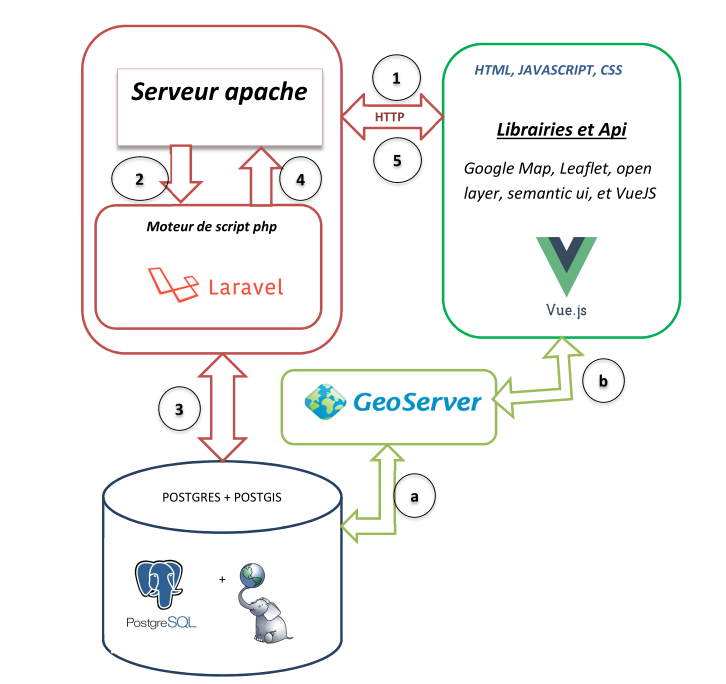 Serveur apache
HTML, JAVASCRIPT, CSS
1
HTTP
5
Librairies et Api
Google Map, Leaflet, open
layer, semantic ui, et VueJS
2
4
Moteur de script php
Laravel
Vue.js
3
GeoServer
b
a
POSTGRES + POSTGIS
+
PostgreSQL